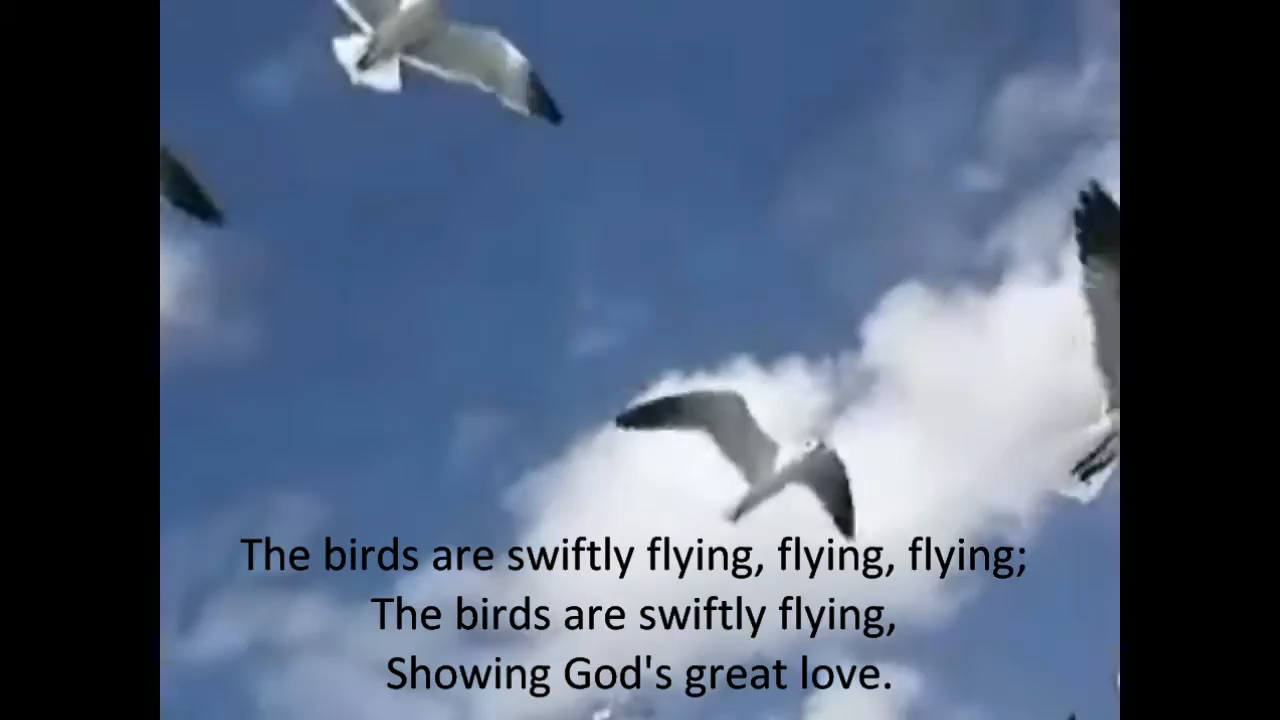 The birds are swiftly flying, flying, flying;
The birds are swiftly flying,
Showing God's great love.